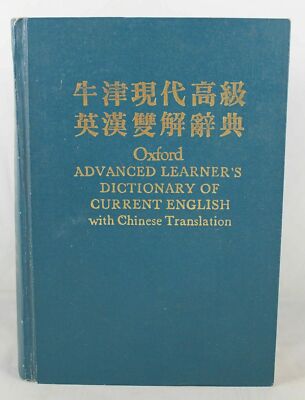 牛津現代高級
英漢雙解辭典
Oxford
ADVANCED LEARNER'S
DICTIONARY OF
CURRENT ENGLISH
with Chinese Translation